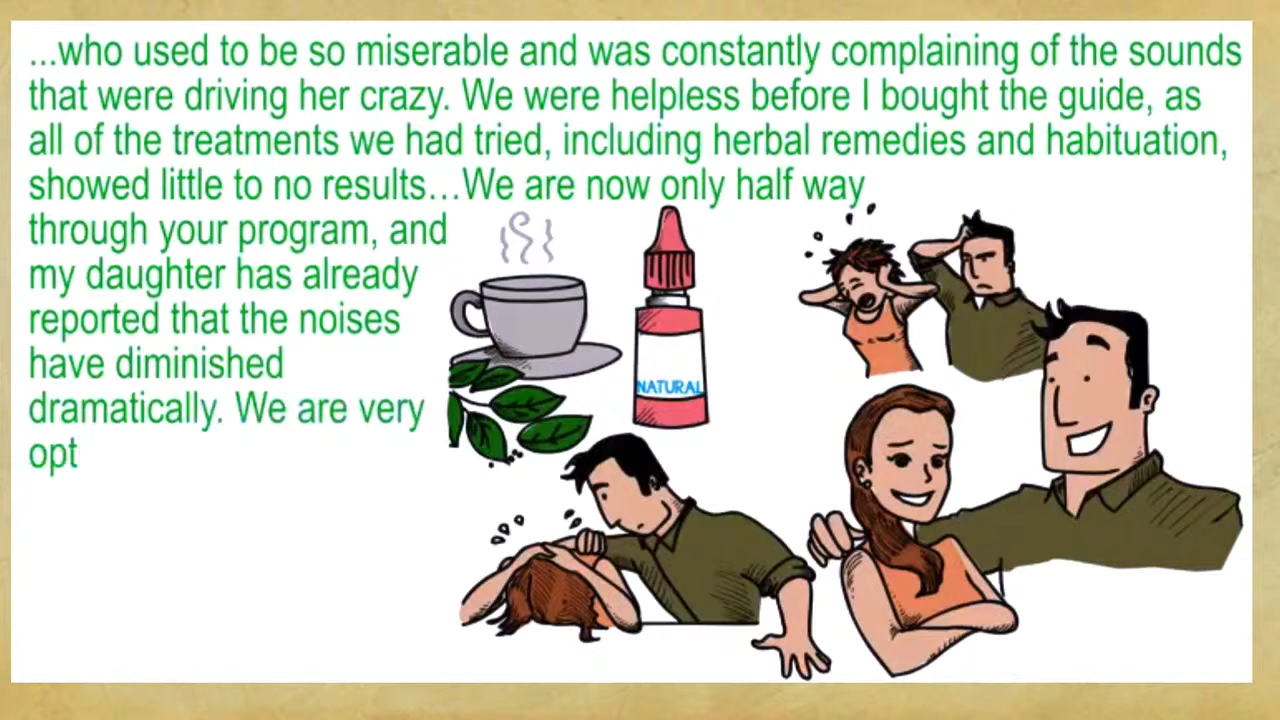 ...who used to be so miserable and was constantly complaining of the sounds
that were driving her crazy. We were helpless before I bought the guide, as
all of the treatments we had tried, including herbal remedies and habituation,
showed little to no results...We are now only half way
through your program, and
my daughter has already
reported that the noises
have diminished
dramatically. We are very
opt
NATURAL